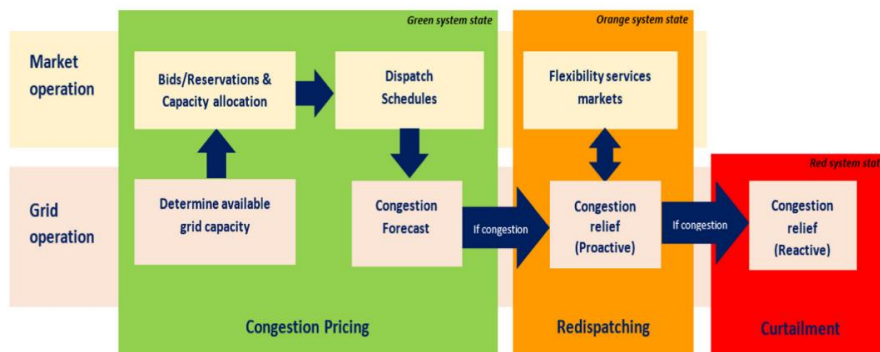 Green system state
Orange system state
Market
operation
Bids/Reservations &
Capacity allocation
Dispatch
Schedules
Flexibility services
markets
Red system stat
Grid
operation
Determine available
grid capacity
Congestion
Forecast
If congestion
Congestion
relief
(Proactive)
If congestion
Congestion
relief
(Reactive)
Congestion Pricing
Redispatching
Curtailment